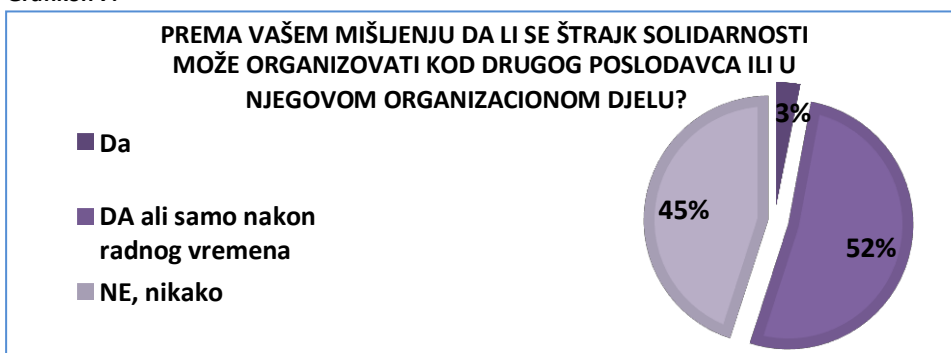 PREMA VAŠEM MIŠLJENJU DA LI SE ŠTRAJK SOLIDARNOSTI
MOŽE ORGANIZOVATI KOD DRUGOG POSLODAVCA ILI U
NJEGOVOM ORGANIZACIONOM DJELU?
Da
DA ali samo nakon
radnog vremena
NE, nikako
3%
45%
52%